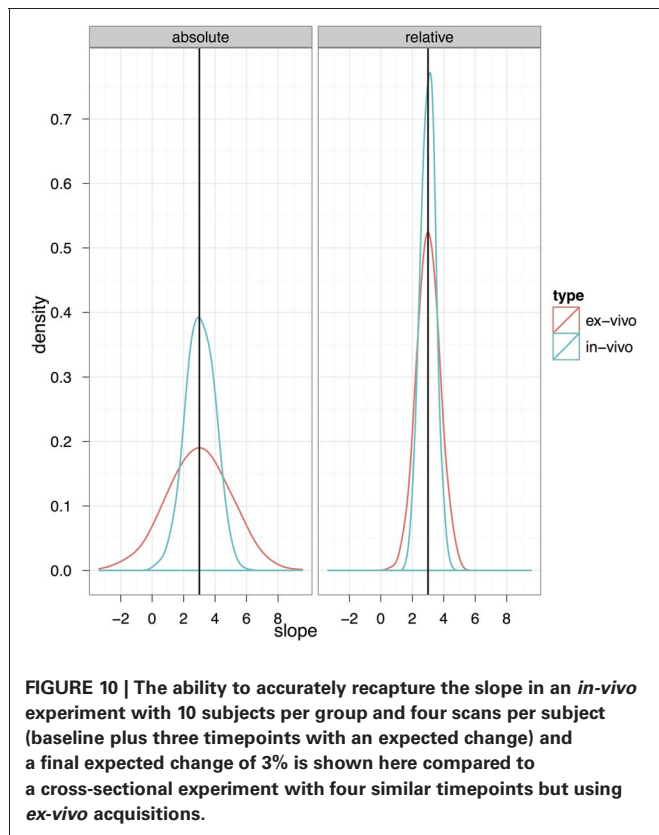 absolute
relative
0.7
0.6
0.5
0.4
0.3
0.2
0.1
0.0
density
−2 0 2 4 6 8
−2 0 2 4 6 8
slope
type
ex−vivo
in−vivo
FIGURE 10 | The ability to accurately recapture the slope in an in-vivo
experiment with 10 subjects per group and four scans per subject
(baseline plus three timepoints with an expected change) and
a final expected change of 3% is shown here compared to
a cross-sectional experiment with four similar timepoints but using
ex-vivo acquisitions.